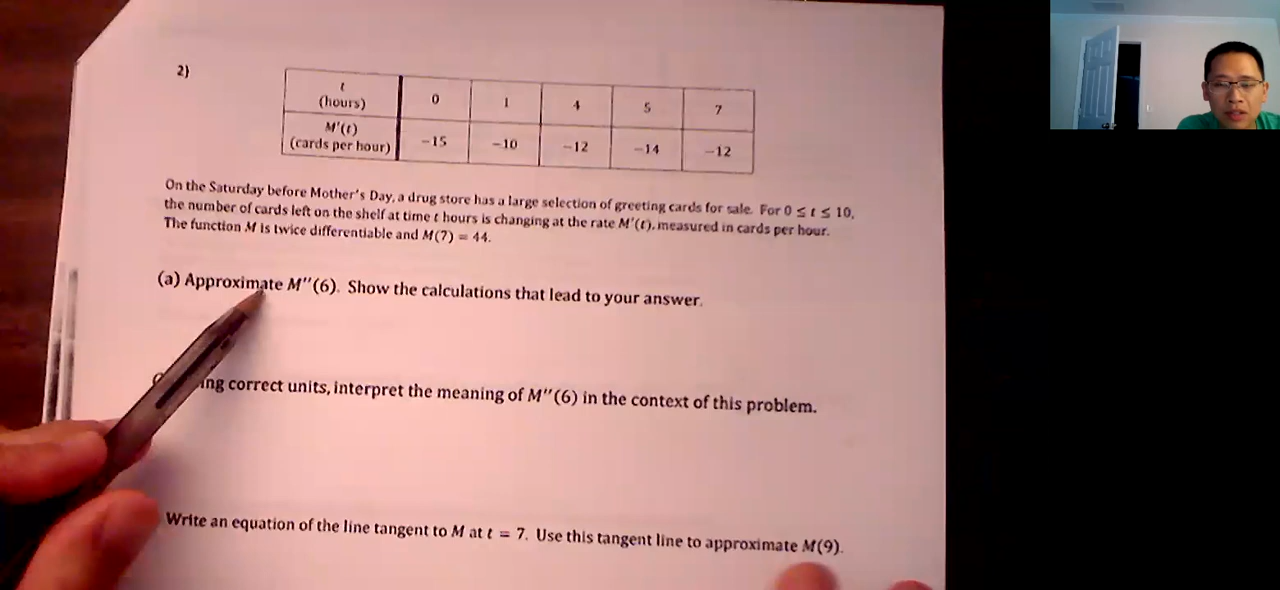 2)
t (hours) 0 1 4 5 7
M'(t) (cards per hour) −15 −10 −12 −14 −12
On the Saturday before Mother's Day, a drug store has a large selection of greeting cards for sale. For 0 ≤ t ≤ 10,
the number of cards left on the shelf at time t hours is changing at the rate M'(t), measured in cards per hour.
The function M is twice differentiable and M(7) = 44.
(a) Approximate M''(6). Show the calculations that lead to your answer.
correct units, interpret the meaning of M''(6) in the context of this problem.
Write an equation of the line tangent to M at t = 7. Use this tangent line to approximate M(9).